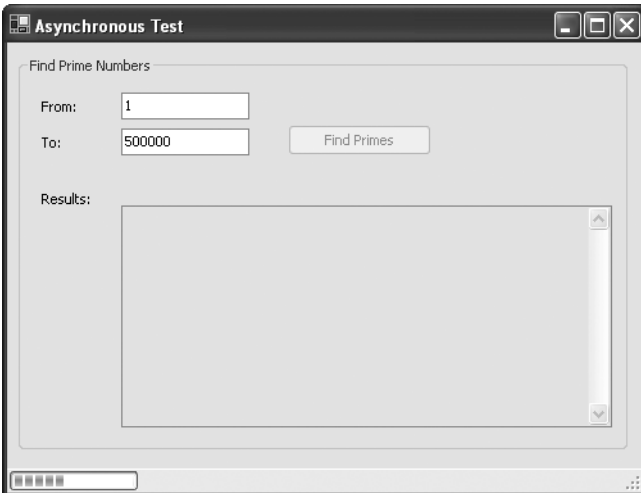 Asynchronous Test
Find Prime Numbers
From: 1
To: 500000 Find Primes
Results: